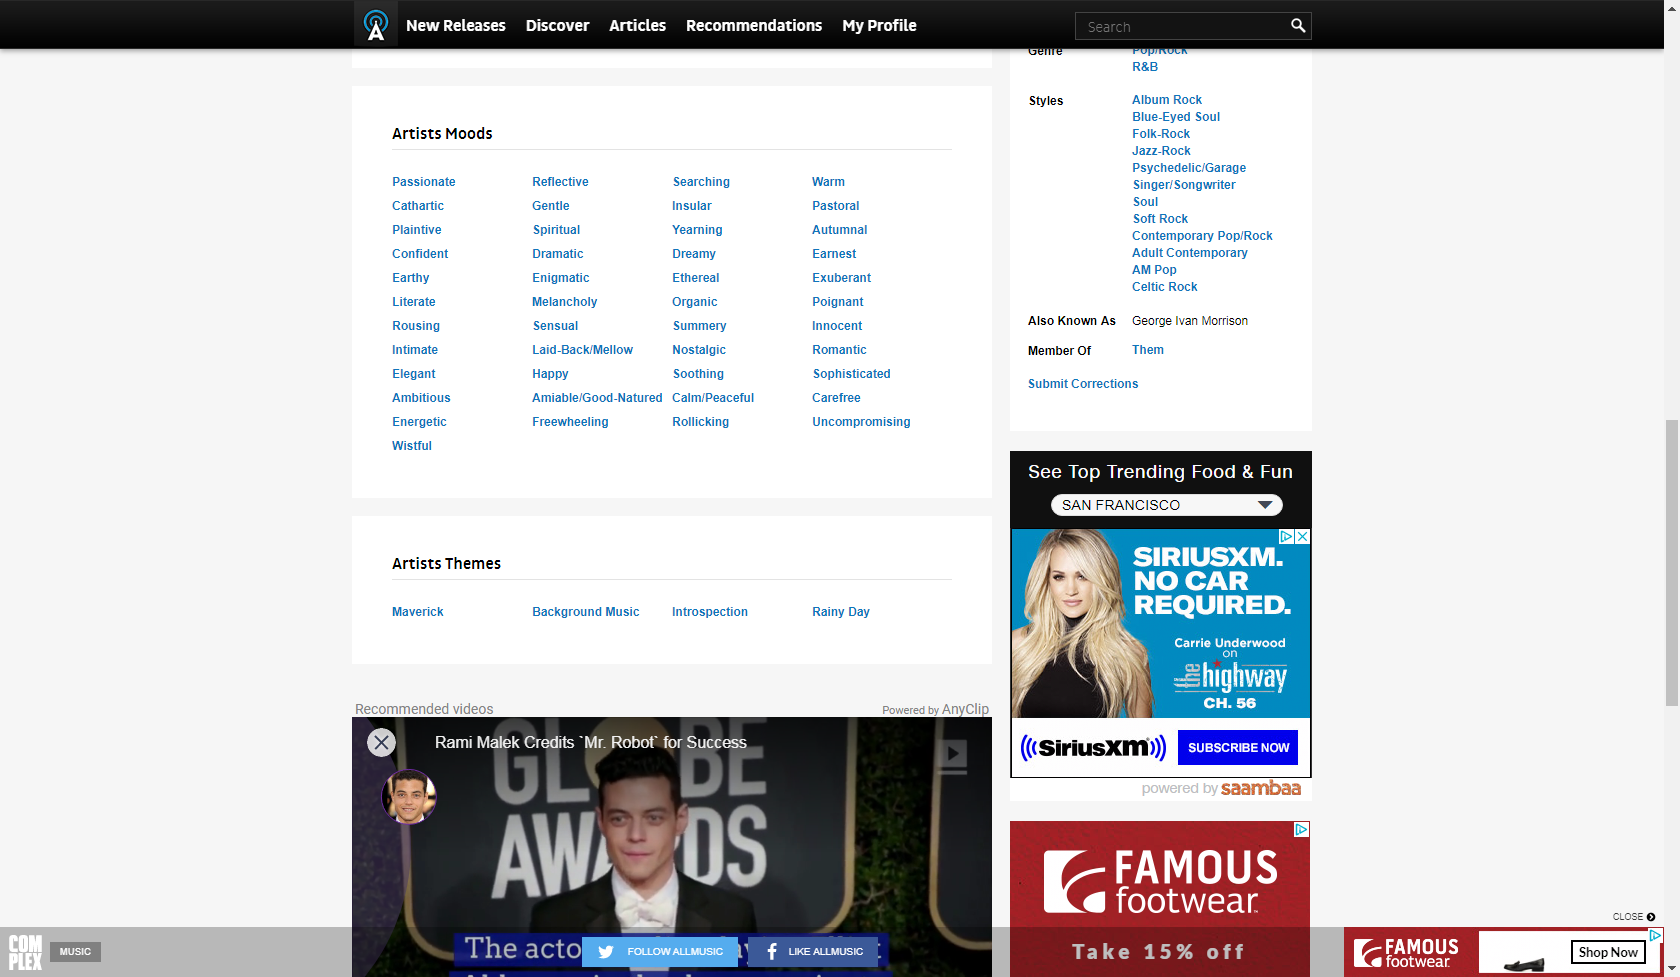 New Releases Discover Articles Recommendations My Profile Search
Genre Pop/Rock
R&B
Styles Album Rock
Blue-Eyed Soul
Folk-Rock
Jazz-Rock
Psychedelic/Garage
Singer/Songwriter
Soul
Soft Rock
Contemporary Pop/Rock
Adult Contemporary
AM Pop
Celtic Rock
Also Known As George Ivan Morrison
Member Of Them
Submit Corrections
Artists Moods
Passionate Reflective Searching Warm
Cathartic Gentle Insular Pastoral
Plaintive Spiritual Yearning Autumnal
Confident Dramatic Dreamy Earnest
Earthy Enigmatic Ethereal Exuberant
Literate Melancholy Organic Poignant
Rousing Sensual Summery Innocent
Intimate Laid-Back/Mellow Nostalgic Romantic
Elegant Happy Soothing Sophisticated
Ambitious Amiable/Good-Natured Calm/Peaceful Carefree
Energetic Freewheeling Rollicking Uncompromising
Wistful
Artists Themes
Maverick Background Music Introspection Rainy Day
See Top Trending Food & Fun
SAN FRANCISCO
SIRIUSXM.
NO CAR
REQUIRED.
Carrie Underwood
on
the highway
CH. 56
SiriusXM SUBSCRIBE NOW
powered by saambaa
Recommended videos Powered by AnyClip
Rami Malek Credits `Mr. Robot` for Success
GLOBE
AWARDS
The acto
FOLLOW ALLMUSIC
LIKE ALLMUSIC
FAMOUS
footwear
Take 15% off
CLOSE
COM
PLEX
MUSIC
FAMOUS
footwear
Shop Now